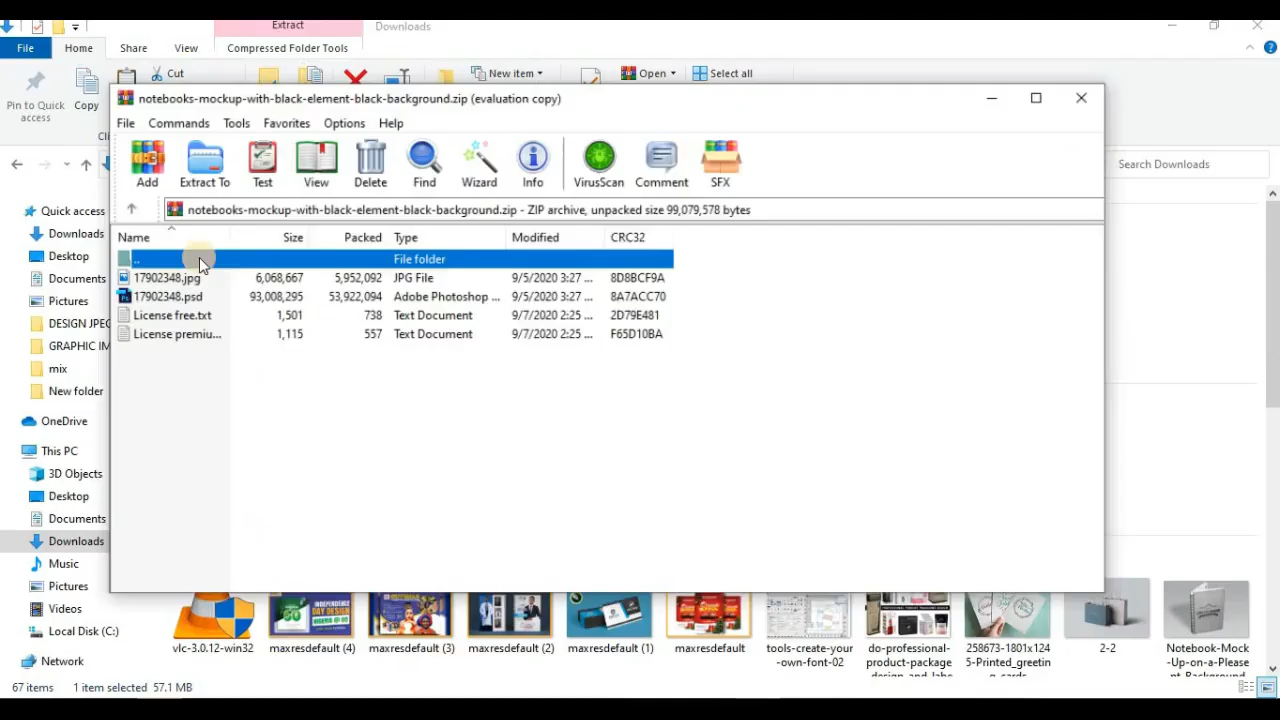 Extract
Downloads
File
Home
Share
View
Compressed Folder Tools
Pin to Quick
access
Copy
Cut
New item
Open
Select all
notebooks-mockup-with-black-element-black-background.zip (evaluation copy)
File
Commands
Tools
Favorites
Options
Help
Add
Extract To
Test
View
Delete
Find
Wizard
Info
VirusScan
Comment
SFX
Search Downloads
notebooks-mockup-with-black-element-black-background.zip - ZIP archive, unpacked size 99,079,578 bytes
Name
Size
Packed
Type
Modified
CRC32
..
File folder
17902348.jpg
6,068,667
5,952,092
JPG File
9/5/2020 3:27 ...
8D8BCF9A
17902348.psd
93,008,295
53,922,094
Adobe Photoshop ...
9/5/2020 3:27 ...
8A7ACC70
License free.txt
1,501
738
Text Document
9/7/2020 2:25 ...
2D79E481
License premiu...
1,115
557
Text Document
9/7/2020 2:25 ...
F65D10BA
Quick access
Downloads
Desktop
Documents
Pictures
DESIGN JPEG
GRAPHIC IM
mix
New folder
OneDrive
This PC
3D Objects
Desktop
Documents
Downloads
Music
Pictures
Videos
Local Disk (C:)
Network
vlc-3.0.12-win32
maxresdefault (4)
maxresdefault (3)
maxresdefault (2)
maxresdefault (1)
maxresdefault
tools-create-your
-own-font-02
do-professional-
product-package
258673-1801x124
5-Printed_greetin
2-2
Notebook-Mock
-Up-on-a-Please
67 items
1 item selected 57.1 MB